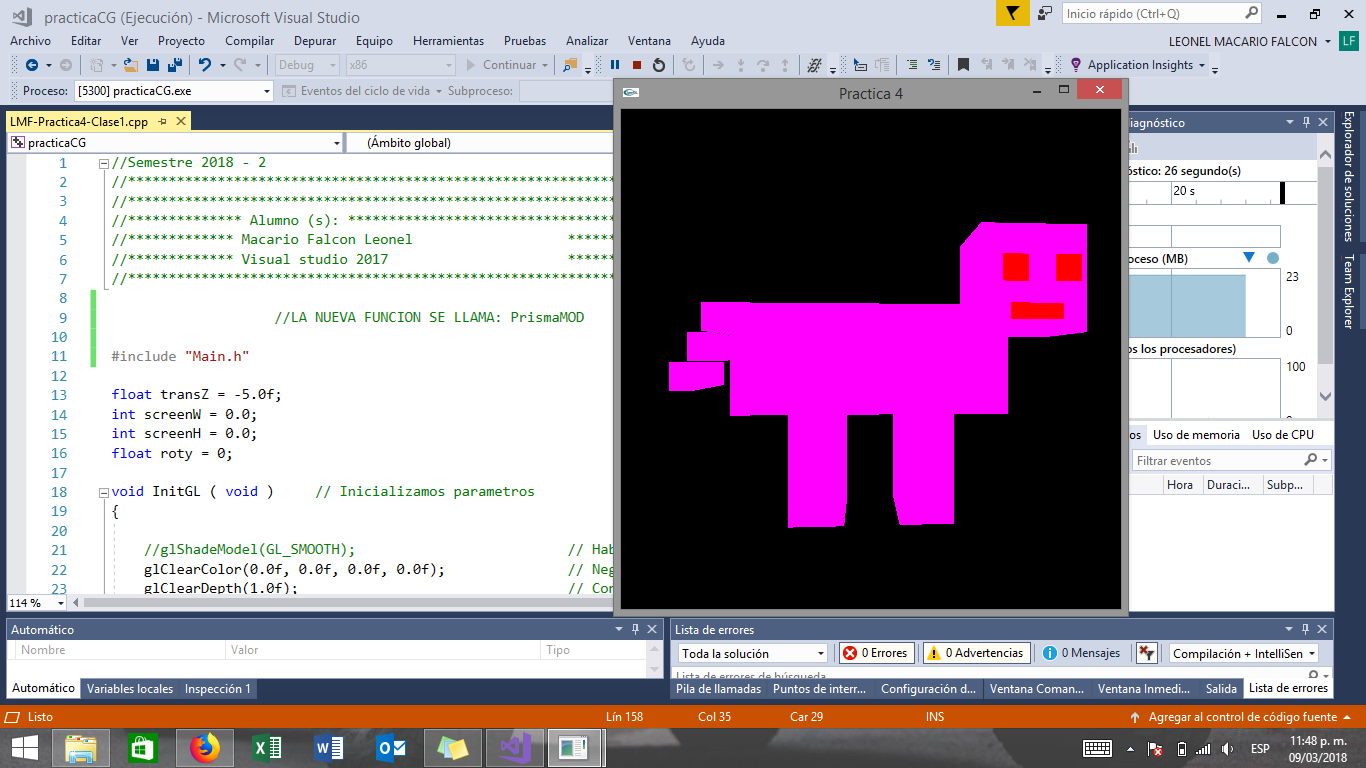 practicaCG (Ejecución) - Microsoft Visual Studio
Inicio rápido (Ctrl+Q)
Archivo Editar Ver Proyecto Compilar Depurar Equipo Herramientas Pruebas Analizar Ventana Ayuda
LEONEL MACARIO FALCON LF
Debug x86 Continuar Application Insights
Proceso: [5300] practicaCG.exe Eventos del ciclo de vida Subproceso:
Practica 4
LMF-Practica4-Clase1.cpp
practicaCG (Ámbito global)
1 //Semestre 2018 - 2
2 //***********************************************************
3 //***********************************************************
4 //************** Alumno (s): ********************************
5 //************* Macario Falcon Leonel ******
6 //************* Visual studio 2017 ******
7 //***********************************************************
8
9 //LA NUEVA FUNCION SE LLAMA: PrismaMOD
10
11 #include "Main.h"
12
13 float transZ = -5.0f;
14 int screenW = 0.0;
15 int screenH = 0.0;
16 float roty = 0;
17
18 void InitGL ( void ) // Inicializamos parametros
19 {
20
21 //glShadeModel(GL_SMOOTH); // Hab
22 glClearColor(0.0f, 0.0f, 0.0f, 0.0f); // Neg
23 glClearDepth(1.0f); // Con
114 %
iagnóstico
óstico: 26 segundo(s)
20 s
oceso (MB)
23
0
os los procesadores)
100
os Uso de memoria Uso de CPU
Filtrar eventos
Hora Duraci... Subp...
Explorador de soluciones
Team Explorer
Automático
Nombre Valor Tipo
Automático Variables locales Inspección 1
Lista de errores
Toda la solución 0 Errores 0 Advertencias 0 Mensajes Compilación + IntelliSen
Lista de errores de búsqueda
Pila de llamadas Puntos de interr... Configuración d... Ventana Coman... Ventana Inmedi... Salida Lista de errores
Listo Lín 158 Col 35 Car 29 INS Agregar al control de código fuente
ESP
11:48 p. m.
09/03/2018